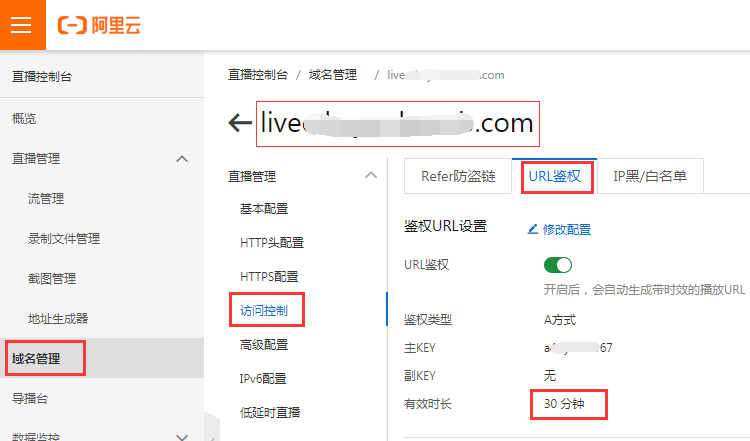 阿里云
直播控制台
概览
直播管理
流管理
录制文件管理
截图管理
地址生成器
域名管理
导播台
数据监控
直播控制台 / 域名管理 / live .com
live .com
直播管理
基本配置
HTTP头配置
HTTPS配置
访问控制
高级配置
IPv6配置
低延时直播
Refer防盗链 URL鉴权 IP黑/白名单
鉴权URL设置 修改配置
URL鉴权
开启后，会自动生成带时效的播放URL
鉴权类型 A方式
主KEY 67
副KEY 无
有效时长 30 分钟